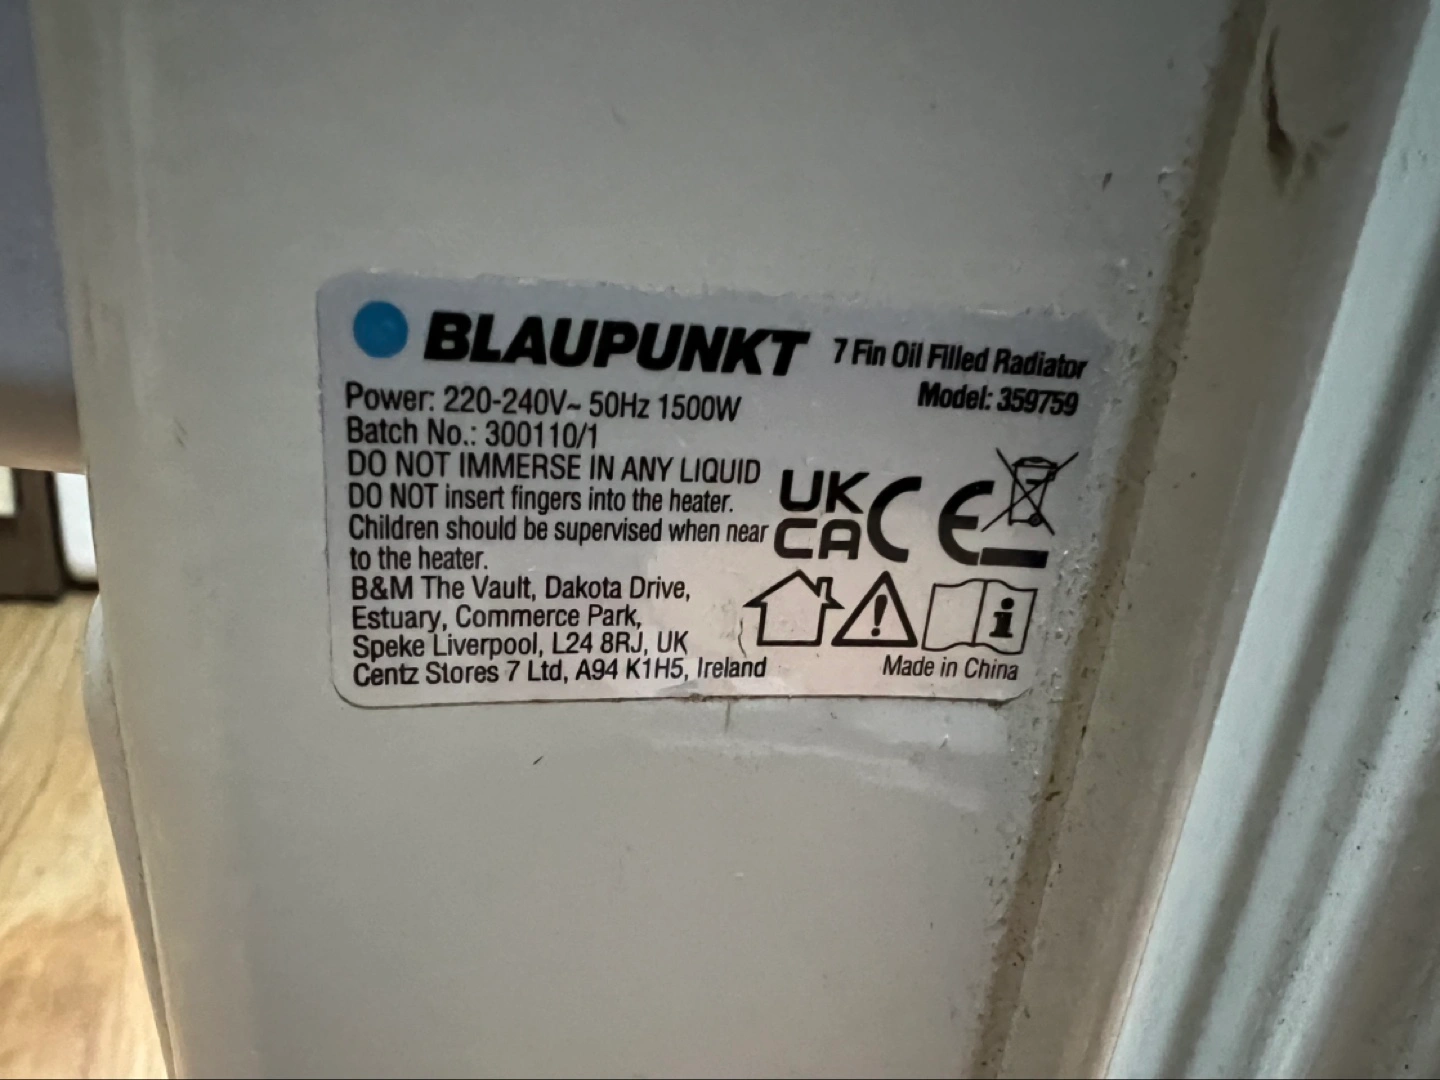 BLAUPUNKT 7 Fin Oil Filled Radiator
Model: 359759
Power: 220-240V~ 50Hz 1500W
Batch No.: 300110/1
DO NOT IMMERSE IN ANY LIQUID
DO NOT insert fingers into the heater.
Children should be supervised when near
to the heater.
B&M The Vault, Dakota Drive,
Estuary, Commerce Park,
Speke Liverpool, L24 8RJ, UK
Centz Stores 7 Ltd, A94 K1H5, Ireland
UK
CA
CE
Made in China